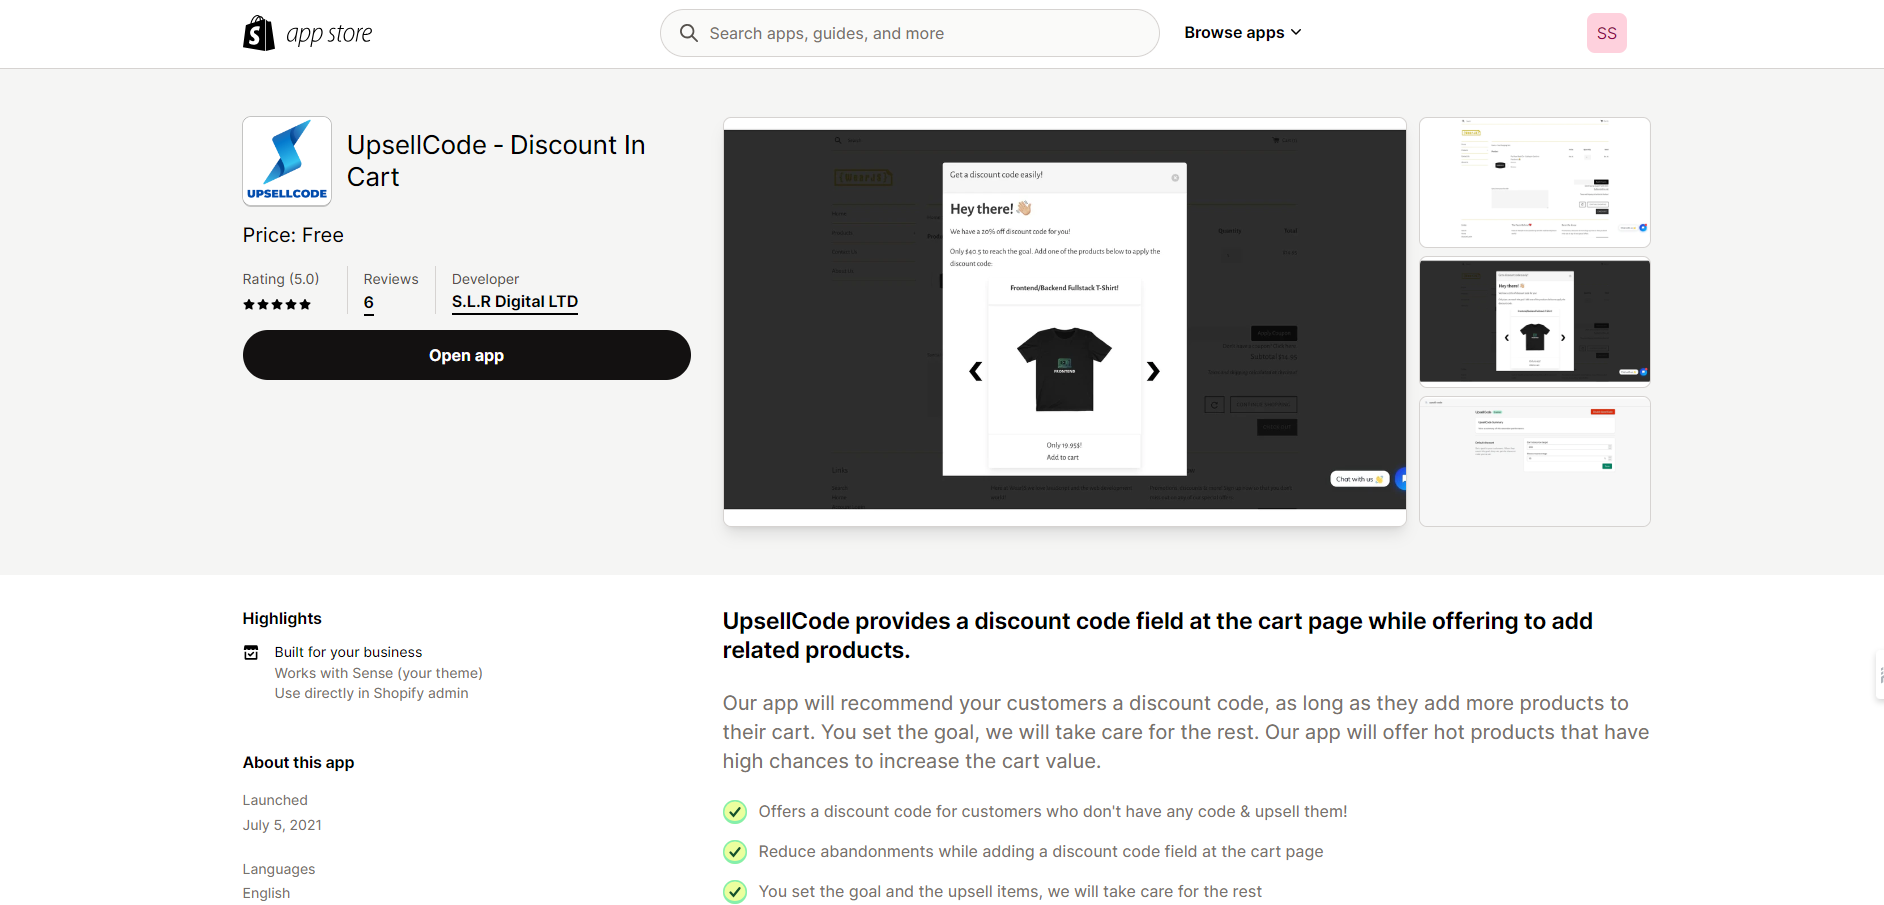 app store
Search apps, guides, and more
Browse apps
SS
UPSELLCODE
UpsellCode - Discount In
Cart
Price: Free
Rating (5.0)
Reviews
6
Developer
S.L.R Digital LTD
Open app
Get a discount code easily!
Hey there! 👋🏼
We have a 20% off discount code for you!
Only $40.5 to reach the goal. Add one of the products below to apply the
discount code:
Frontend/Backend Fullstack T-Shirt!
FRONTEND
Only 19.95$!
Add to cart
Quantity
Total
Chat with us 👋
Hey there!
Highlights
Built for your business
Works with Sense (your theme)
Use directly in Shopify admin
About this app
Launched
July 5, 2021
Languages
English
UpsellCode provides a discount code field at the cart page while offering to add
related products.
Our app will recommend your customers a discount code, as long as they add more products to
their cart. You set the goal, we will take care for the rest. Our app will offer hot products that have
high chances to increase the cart value.
Offers a discount code for customers who don't have any code & upsell them!
Reduce abandonments while adding a discount code field at the cart page
You set the goal and the upsell items, we will take care for the rest